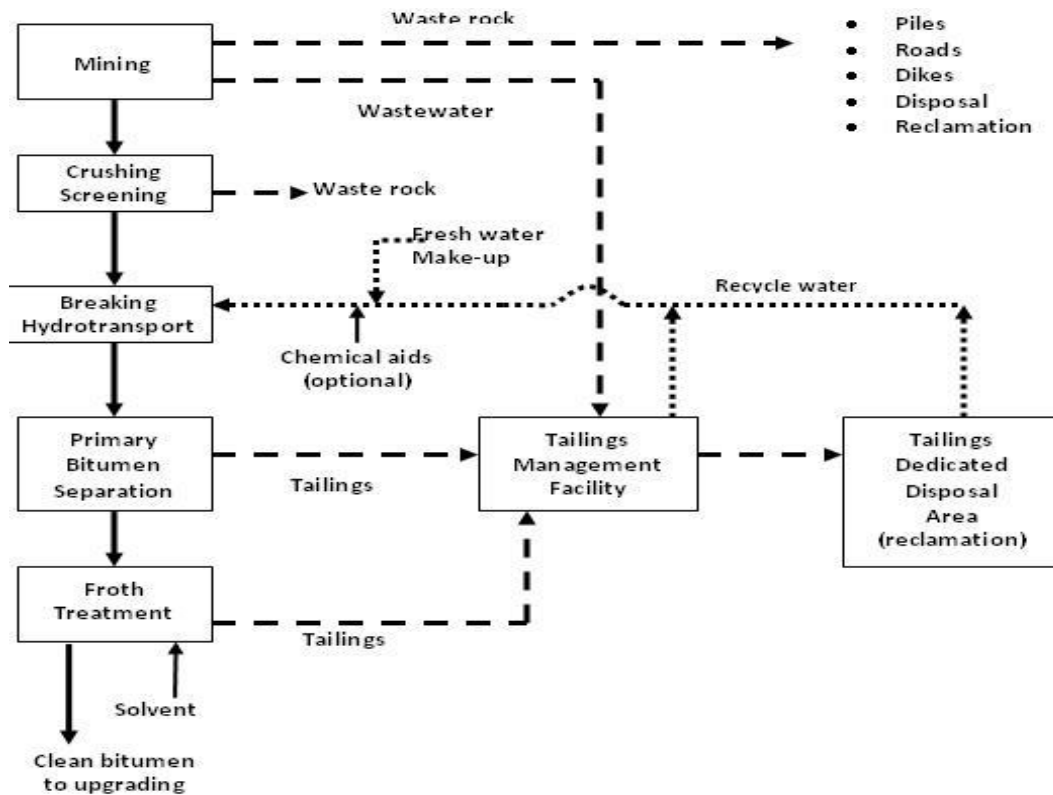 Waste rock
Mining
Wastewater
• Piles
• Roads
• Dikes
• Disposal
• Reclamation
Crushing
Screening
Waste rock
Fresh water
Make-up
Breaking
Hydrotransport
Recycle water
Chemical aids
(optional)
Primary
Bitumen
Separation
Tailings
Tailings
Management
Facility
Tailings
Dedicated
Disposal
Area
(reclamation)
Froth
Treatment
Tailings
Solvent
Clean bitumen
to upgrading